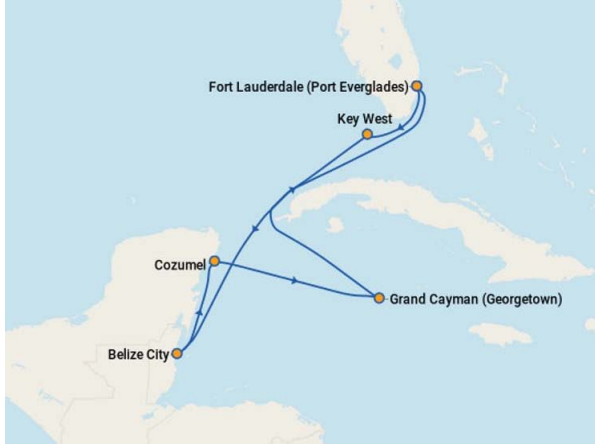 Fort Lauderdale (Port Everglades)
Key West
Cozumel
Grand Cayman (Georgetown)
Belize City